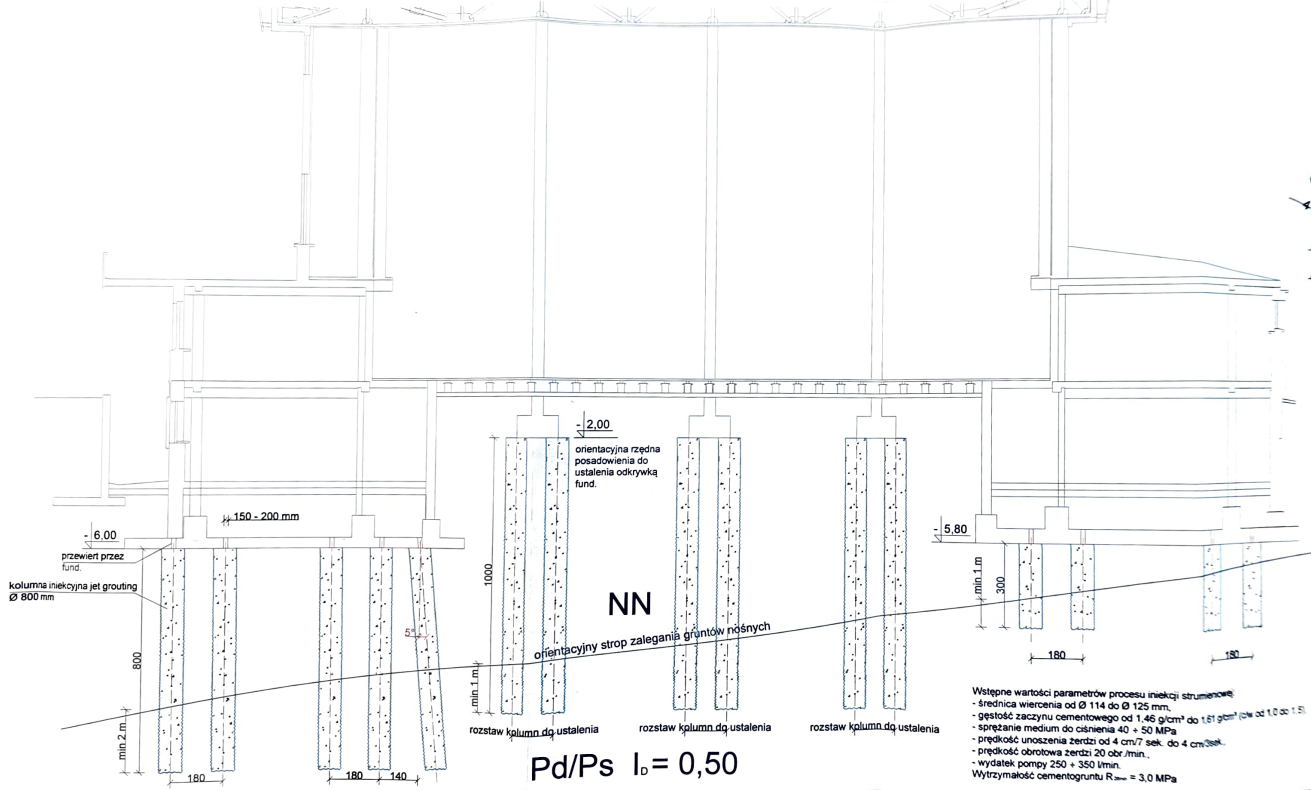 - 2,00
orientacyjna rzędna
posadowienia do
ustalenia odkrywką
fund.
150 - 200 mm
- 6,00
- 5,80
przewiert przez
fund.
kolumna iniekcyjna jet grouting
Ø 800 mm
1000
min 1 m
300
NN
5°
orientacyjny strop zalegania gruntów nośnych
800
180
180
min 1 m
min 2 m
rozstaw kolumn do ustalenia
rozstaw kolumn do ustalenia
rozstaw kolumn do ustalenia
180
180
140
Pd/Ps I_D = 0,50
Wstępne wartości parametrów procesu iniekcji strumieniowej
- średnica wiercenia od Ø 114 do Ø 125 mm,
- gęstość zaczynu cementowego od 1,46 g/cm³ do 1,61 g/cm³ (c/w od 1,0 do 1,5),
- sprężanie medium do ciśnienia 40 ÷ 50 MPa
- prędkość unoszenia żerdzi od 4 cm/7 sek. do 4 cm/3sek.
- prędkość obrotowa żerdzi 20 obr./min.,
- wydatek pompy 250 ÷ 350 l/min.
Wytrzymałość cementogruntu R = 3,0 MPa